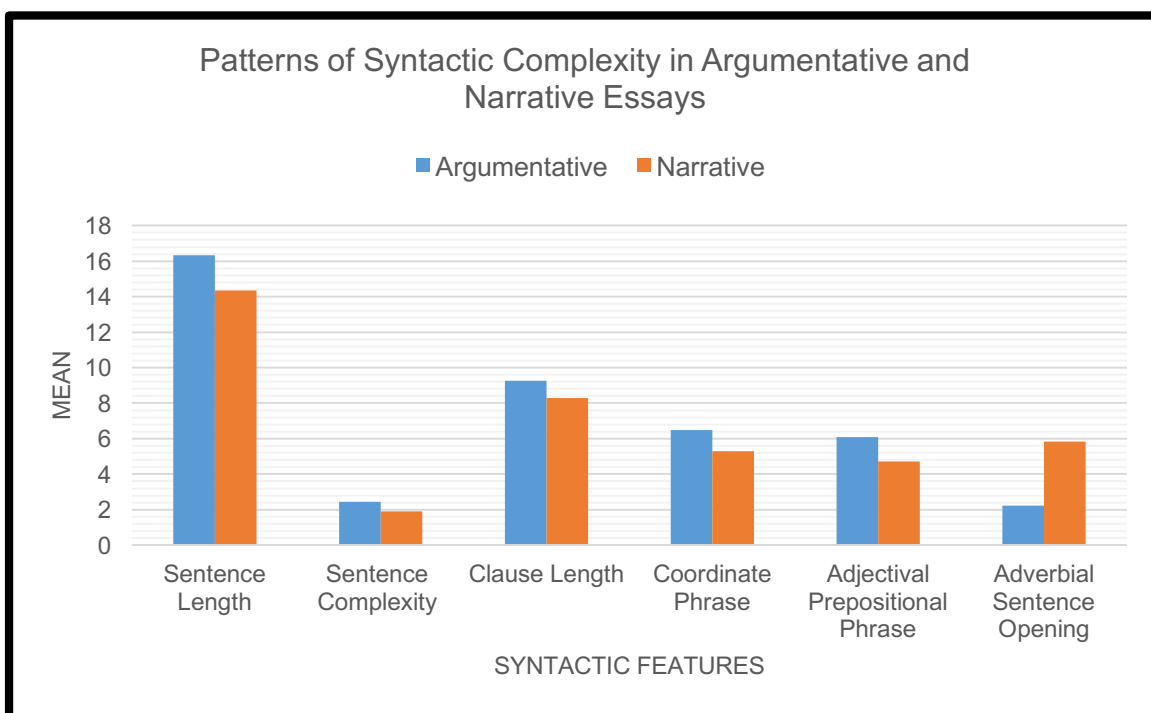 Patterns of Syntactic Complexity in Argumentative and
Narrative Essays
Argumentative Narrative
18
16
14
12
10
8
6
4
2
0
MEAN
Sentence Length
Sentence Complexity
Clause Length
Coordinate Phrase
Adjectival Prepositional Phrase
Adverbial Sentence Opening
SYNTACTIC FEATURES